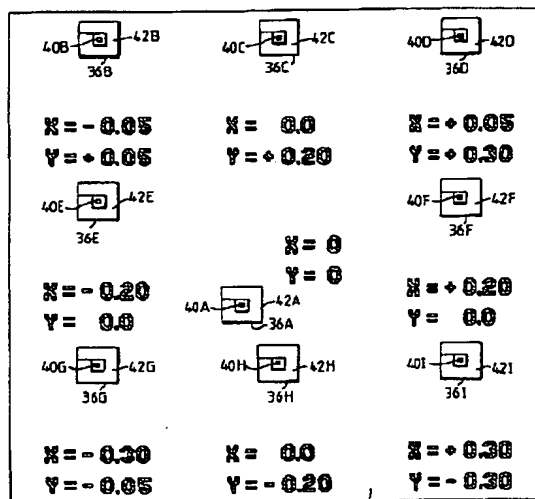 40B 42B 40C 42C 40D 42D
36B 36C 36D
X = - 0.05 X = 0.0 X = + 0.05
Y = + 0.05 Y = + 0.20 Y = + 0.30
40E 42E 40F 42F
36E 36F
X = 0
Y = 0
X = - 0.20 X = + 0.20
Y = 0.0 Y = 0.0
40A 42A
36A
40G 42G 40H 42H 40I 42I
36G 36H 36I
X = - 0.30 X = 0.0 X = + 0.30
Y = - 0.05 Y = - 0.20 Y = - 0.30